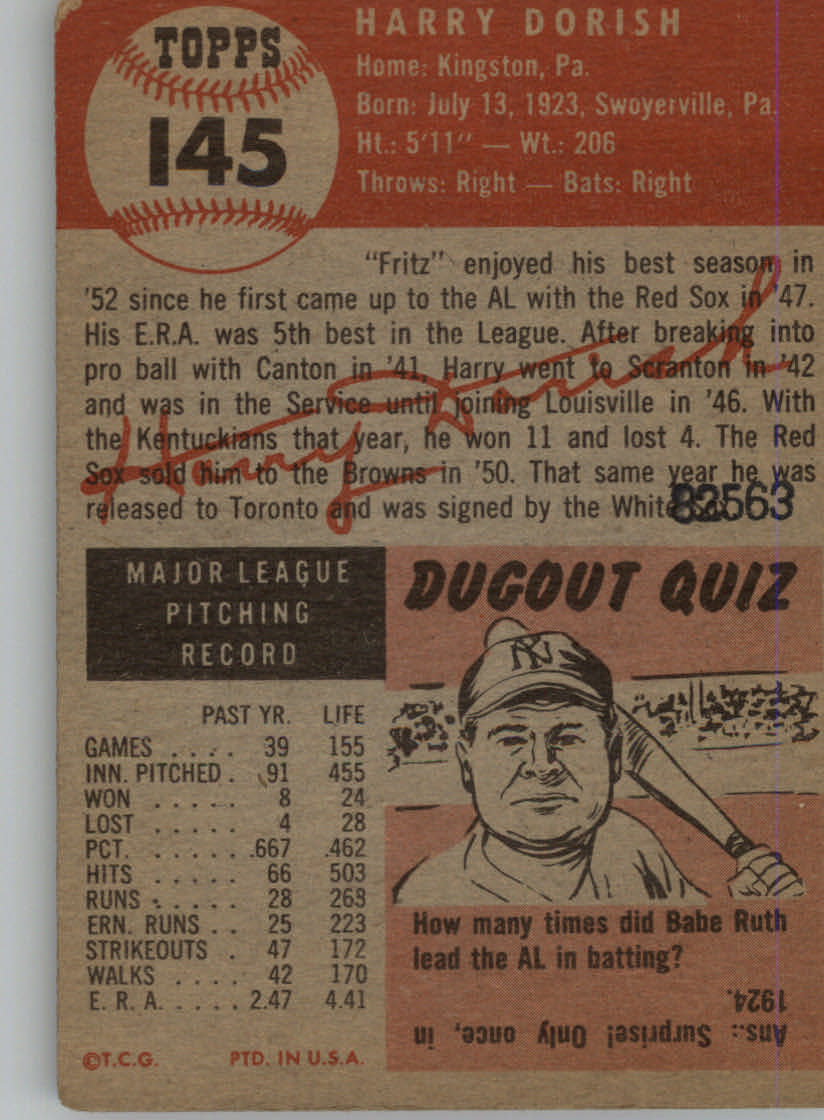 TOPPS
145
HARRY DORISH
Home: Kingston, Pa.
Born: July 13, 1923, Swoyerville, Pa.
Ht.: 5'11" — Wt.: 206
Throws: Right — Bats: Right
"Fritz" enjoyed his best season in
'52 since he first came up to the AL with the Red Sox in '47.
His E.R.A. was 5th best in the League. After breaking into
pro ball with Canton in '41, Harry went to Scranton in '42
and was in the Service until joining Louisville in '46. With
the Kentuckians that year, he won 11 and lost 4. The Red
Sox sold him to the Browns in '50. That same year he was
released to Toronto and was signed by the White
Harry Dorish
82563
MAJOR LEAGUE
PITCHING
RECORD
PAST YR. LIFE
GAMES . . . . 39 155
INN. PITCHED . 91 455
WON . . . . . 8 24
LOST . . . . . 4 28
PCT. . . . . . .667 .462
HITS . . . . . 66 503
RUNS . . . . . 28 268
ERN. RUNS . . 25 223
STRIKEOUTS . 47 172
WALKS . . . . 42 170
E. R. A. . . . . 2.47 4.41
©T.C.G. PTD. IN U.S.A.
DUGOUT QUIZ
NY
How many times did Babe Ruth
lead the AL in batting?
Ans.: Surprise! Only once, in
1924.